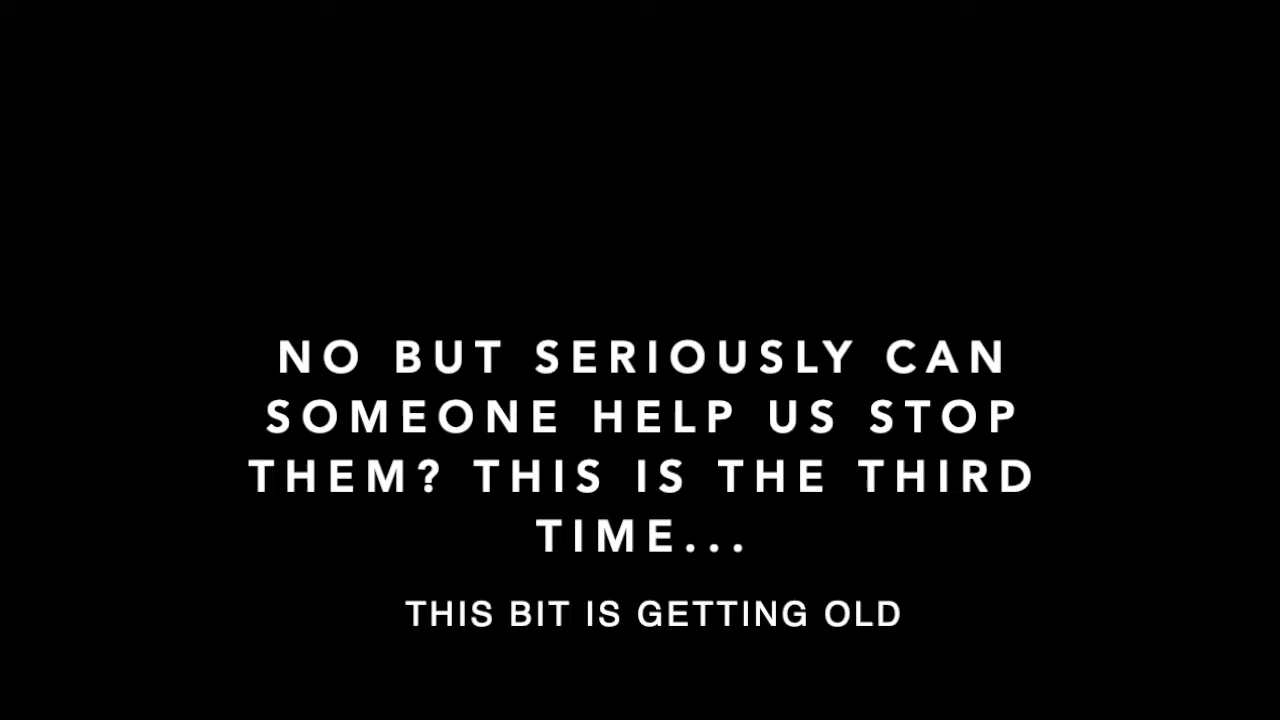 NO BUT SERIOUSLY CAN
SOMEONE HELP US STOP
THEM? THIS IS THE THIRD
TIME...
THIS BIT IS GETTING OLD